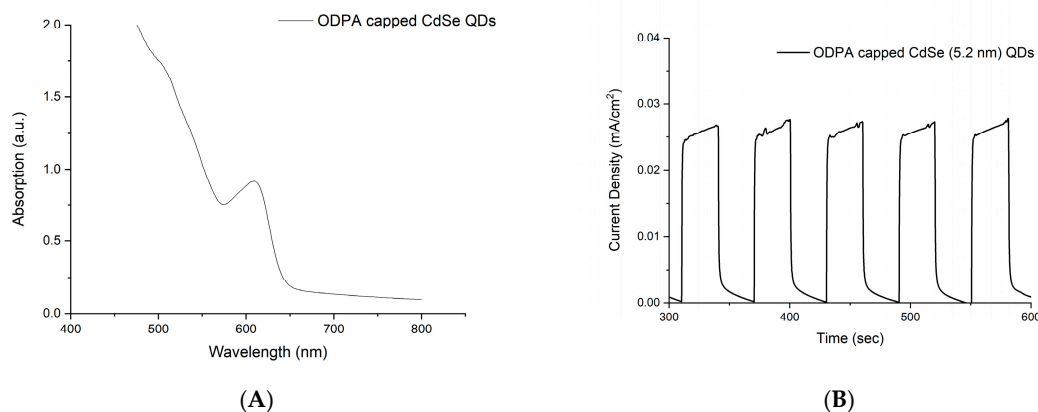 ODPA capped CdSe QDs
2.0
1.5
1.0
0.5
0.0
400
500
600
700
800
Absorption (a.u.)
Wavelength (nm)
(A)
ODPA capped CdSe (5.2 nm) QDs
0.04
0.03
0.02
0.01
0.00
300
400
500
600
Current Density (mA/cm²)
Time (sec)
(B)